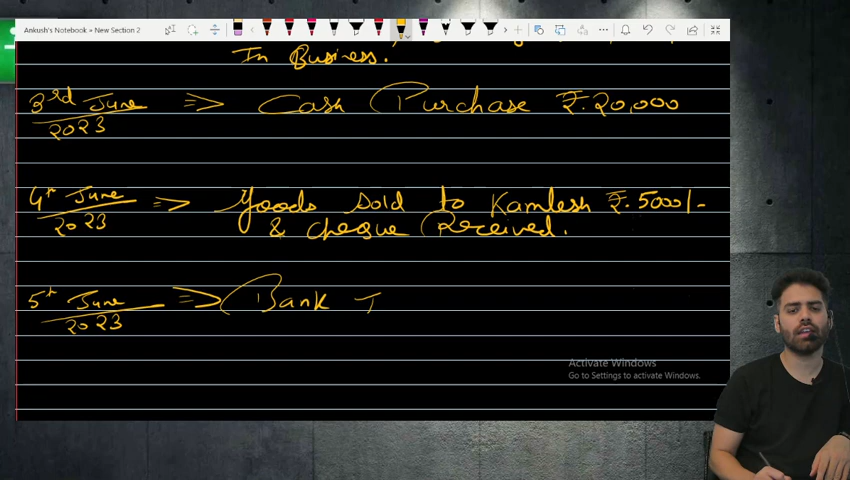 Ankush's Notebook » New Section 2
In Business.
3rd June
2023
=> Cash Purchase ₹.20,000
4th June
2023
=> Goods sold to Kamlesh ₹.5000/-
& cheque Received.
5th June
2023
=> Bank
Activate Windows
Go to Settings to activate Windows.